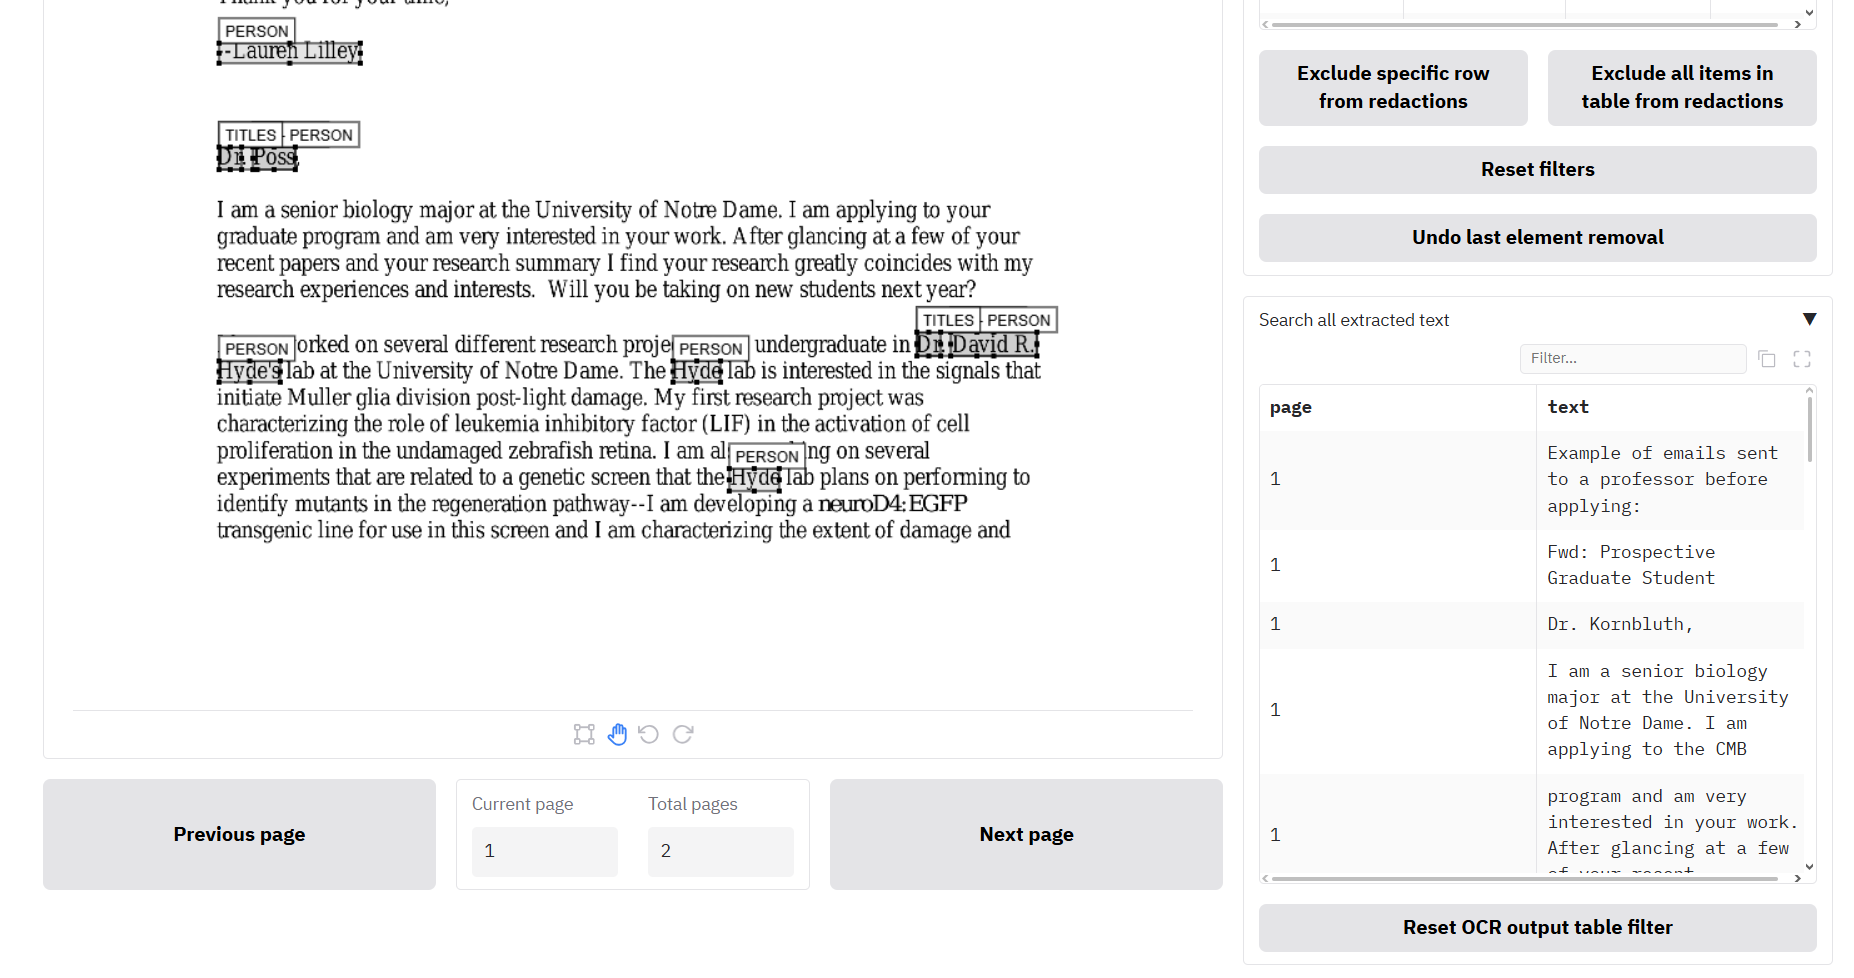 Thank you for your time,
PERSON
--Lauren Lilley
TITLES - PERSON
Dr. Poss,
I am a senior biology major at the University of Notre Dame. I am applying to your
graduate program and am very interested in your work. After glancing at a few of your
recent papers and your research summary I find your research greatly coincides with my
research experiences and interests.  Will you be taking on new students next year?
TITLES - PERSON
orked on several different research proje undergraduate in Dr. David R.
PERSON PERSON
Hyde's lab at the University of Notre Dame. The Hyde lab is interested in the signals that
initiate Muller glia division post-light damage. My first research project was
characterizing the role of leukemia inhibitory factor (LIF) in the activation of cell
proliferation in the undamaged zebrafish retina. I am al ng on several
PERSON
experiments that are related to a genetic screen that the Hyde lab plans on performing to
identify mutants in the regeneration pathway--I am developing a neuroD4:EGFP
transgenic line for use in this screen and I am characterizing the extent of damage and
Previous page
Current page
1
Total pages
2
Next page
Exclude specific row
from redactions
Exclude all items in
table from redactions
Reset filters
Undo last element removal
Search all extracted text
Filter...
page text
1 Example of emails sent
to a professor before
applying:
1 Fwd: Prospective
Graduate Student
1 Dr. Kornbluth,
1 I am a senior biology
major at the University
of Notre Dame. I am
applying to the CMB
1 program and am very
interested in your work.
After glancing at a few
of your recent
Reset OCR output table filter